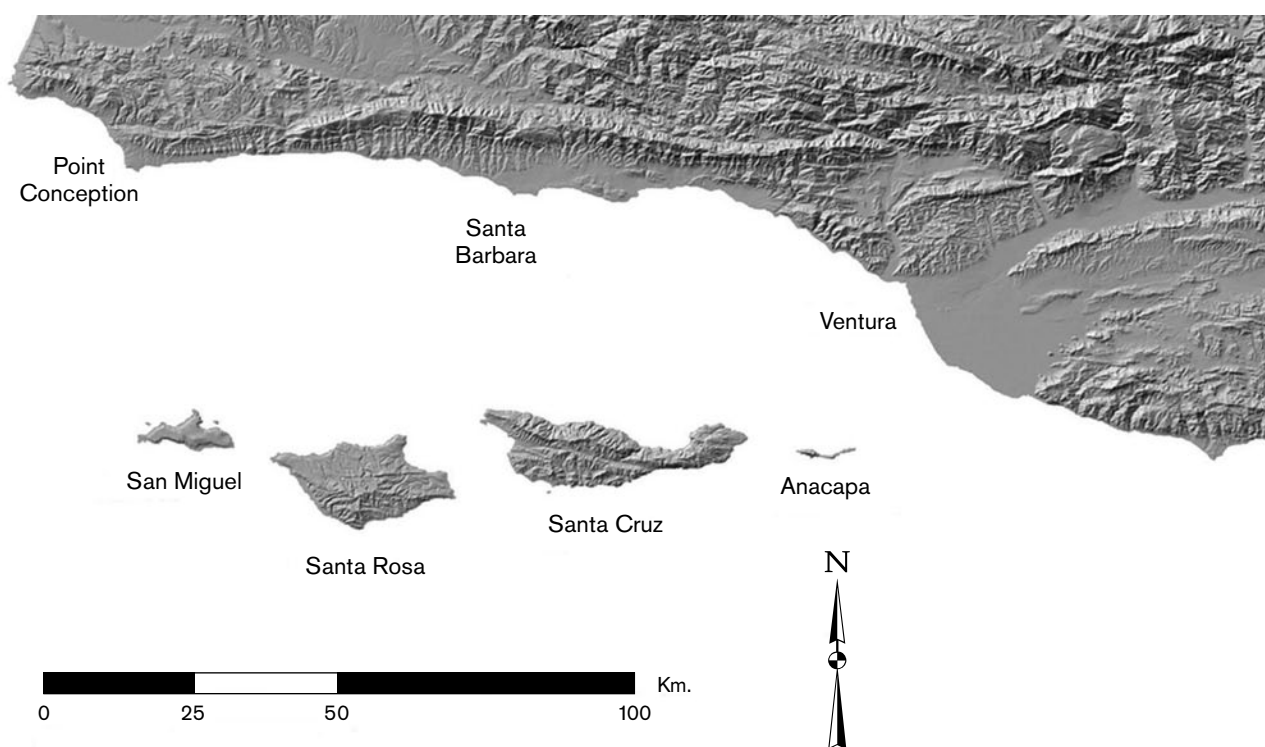 Point
Conception
Santa
Barbara
Ventura
San Miguel
Santa Rosa
Santa Cruz
Anacapa
N
Km.
0 25 50 100